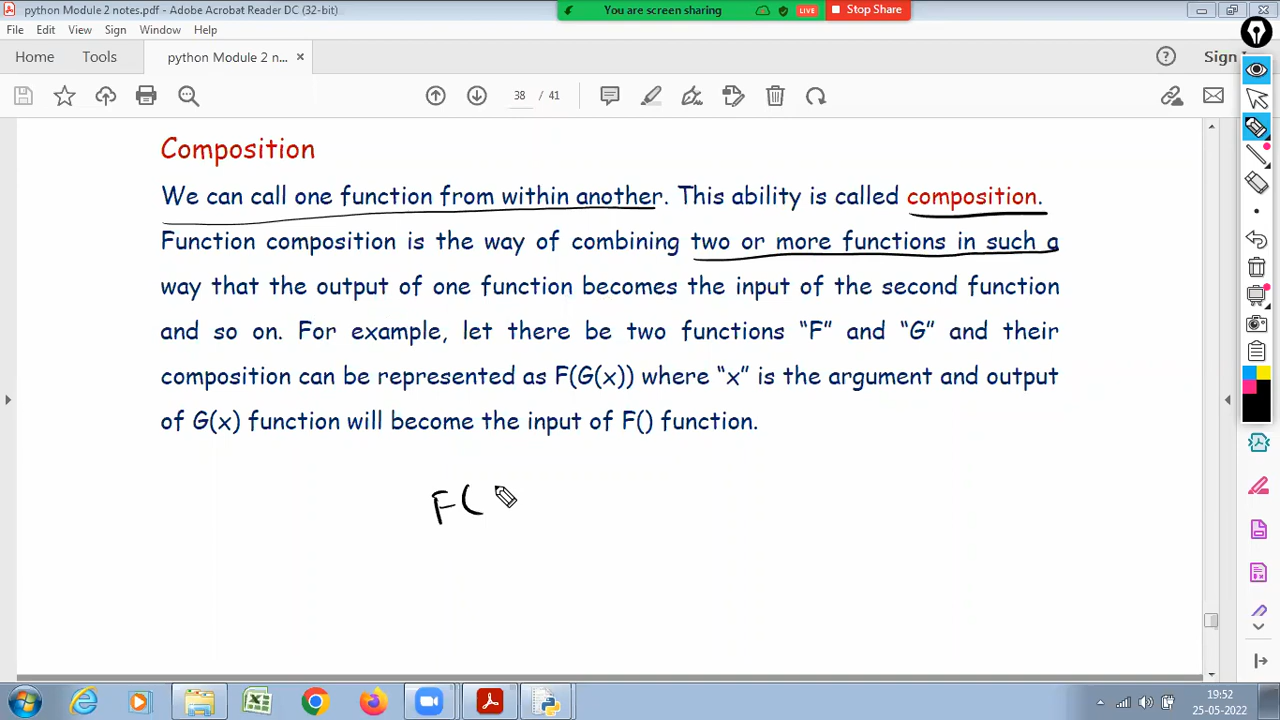 python Module 2 notes.pdf - Adobe Acrobat Reader DC (32-bit)
You are screen sharing
LIVE
Stop Share
File Edit View Sign Window Help
Home Tools python Module 2 n... ×
? Sign
38 / 41
Composition
We can call one function from within another. This ability is called composition.
Function composition is the way of combining two or more functions in such a
way that the output of one function becomes the input of the second function
and so on. For example, let there be two functions “F” and “G” and their
composition can be represented as F(G(x)) where “x” is the argument and output
of G(x) function will become the input of F() function.
F(
19:52
25-05-2022